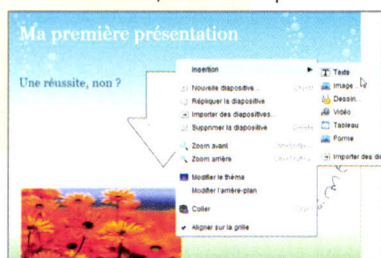 Ma première présentation
Une réussite, non ?
Insertion
Nouvelle diapositive...
Répliquer la diapositive
Importer des diapositives...
Supprimer la diapositive
Zoom avant
Zoom arrière
Modifier le thème
Modifier l'arrière-plan
Coller
Aligner sur la grille
Texte
Image...
Dessin...
Vidéo
Tableau
Forme
Importer des